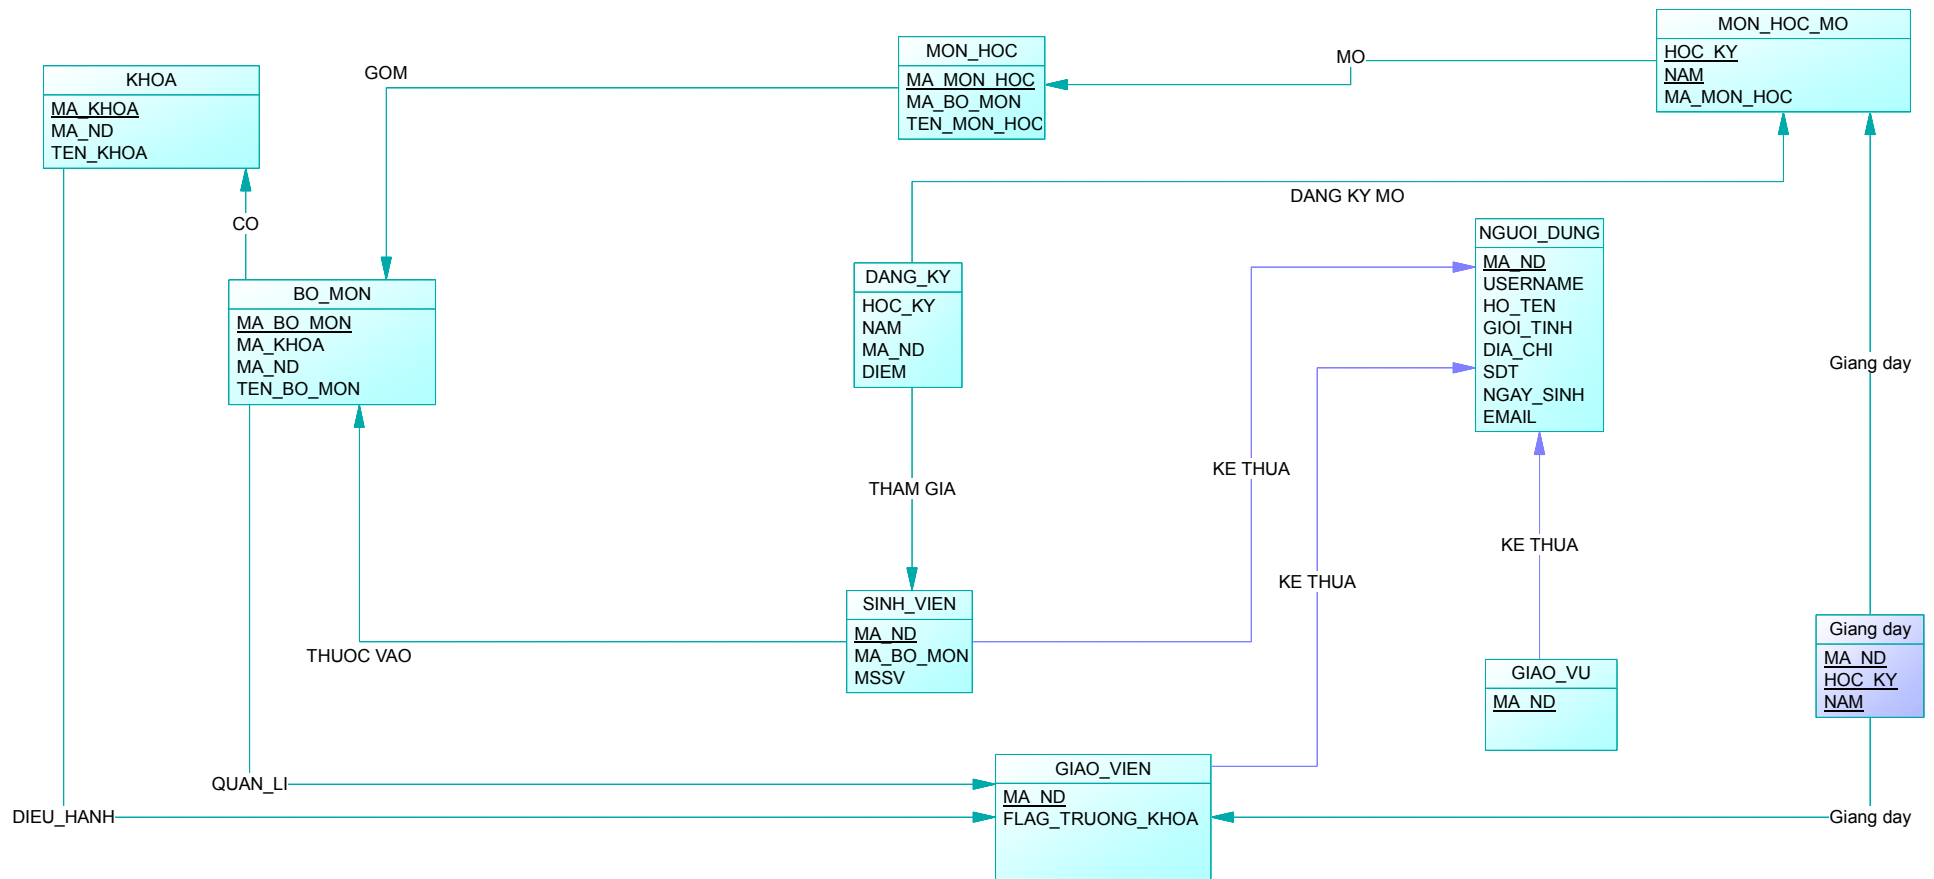 KHOA
MA_KHOA
MA_ND
TEN_KHOA
GOM
MON_HOC
MA_MON_HOC
MA_BO_MON
TEN_MON_HOC
MO
MON_HOC_MO
HOC_KY
NAM
MA_MON_HOC
CO
DANG KY MO
BO_MON
MA_BO_MON
MA_KHOA
MA_ND
TEN_BO_MON
DANG_KY
HOC_KY
NAM
MA_ND
DIEM
NGUOI_DUNG
MA_ND
USERNAME
HO_TEN
GIOI_TINH
DIA_CHI
SDT
NGAY_SINH
EMAIL
Giang day
THAM GIA
KE THUA
KE THUA
KE THUA
THUOC VAO
SINH_VIEN
MA_ND
MA_BO_MON
MSSV
GIAO_VU
MA_ND
Giang day
MA_ND
HOC_KY
NAM
QUAN_LI
DIEU_HANH
GIAO_VIEN
MA_ND
FLAG_TRUONG_KHOA
Giang day